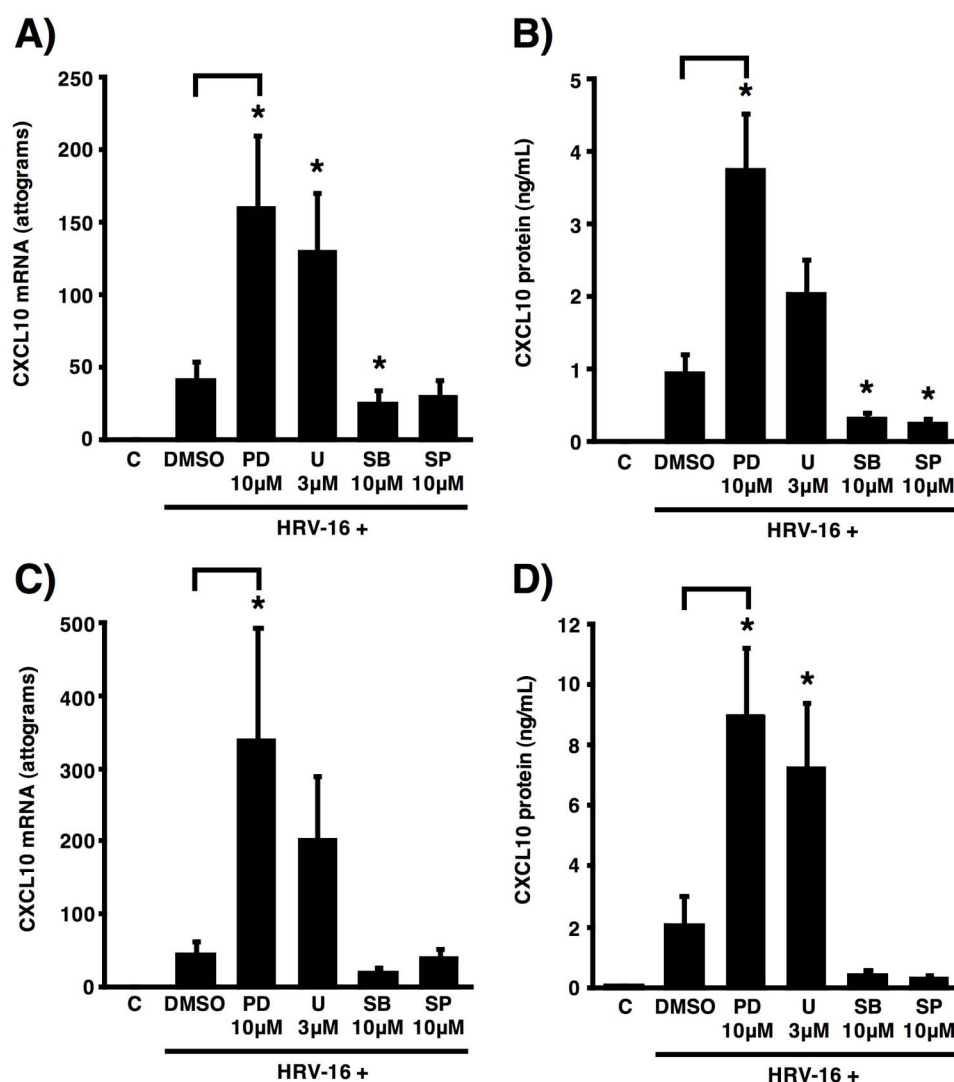 A)
250
200
150
100
50
0
CXCL10 mRNA (attograms)
*
*
*
C DMSO PD U SB SP
10µM 3µM 10µM 10µM
HRV-16 +
B)
5
4
3
2
1
0
CXCL10 protein (ng/mL)
*
*
*
C DMSO PD U SB SP
10µM 3µM 10µM 10µM
HRV-16 +
C)
500
400
300
200
100
0
CXCL10 mRNA (attograms)
*
C DMSO PD U SB SP
10µM 3µM 10µM 10µM
HRV-16 +
D)
12
10
8
6
4
2
0
CXCL10 protein (ng/mL)
*
*
C DMSO PD U SB SP
10µM 3µM 10µM 10µM
HRV-16 +